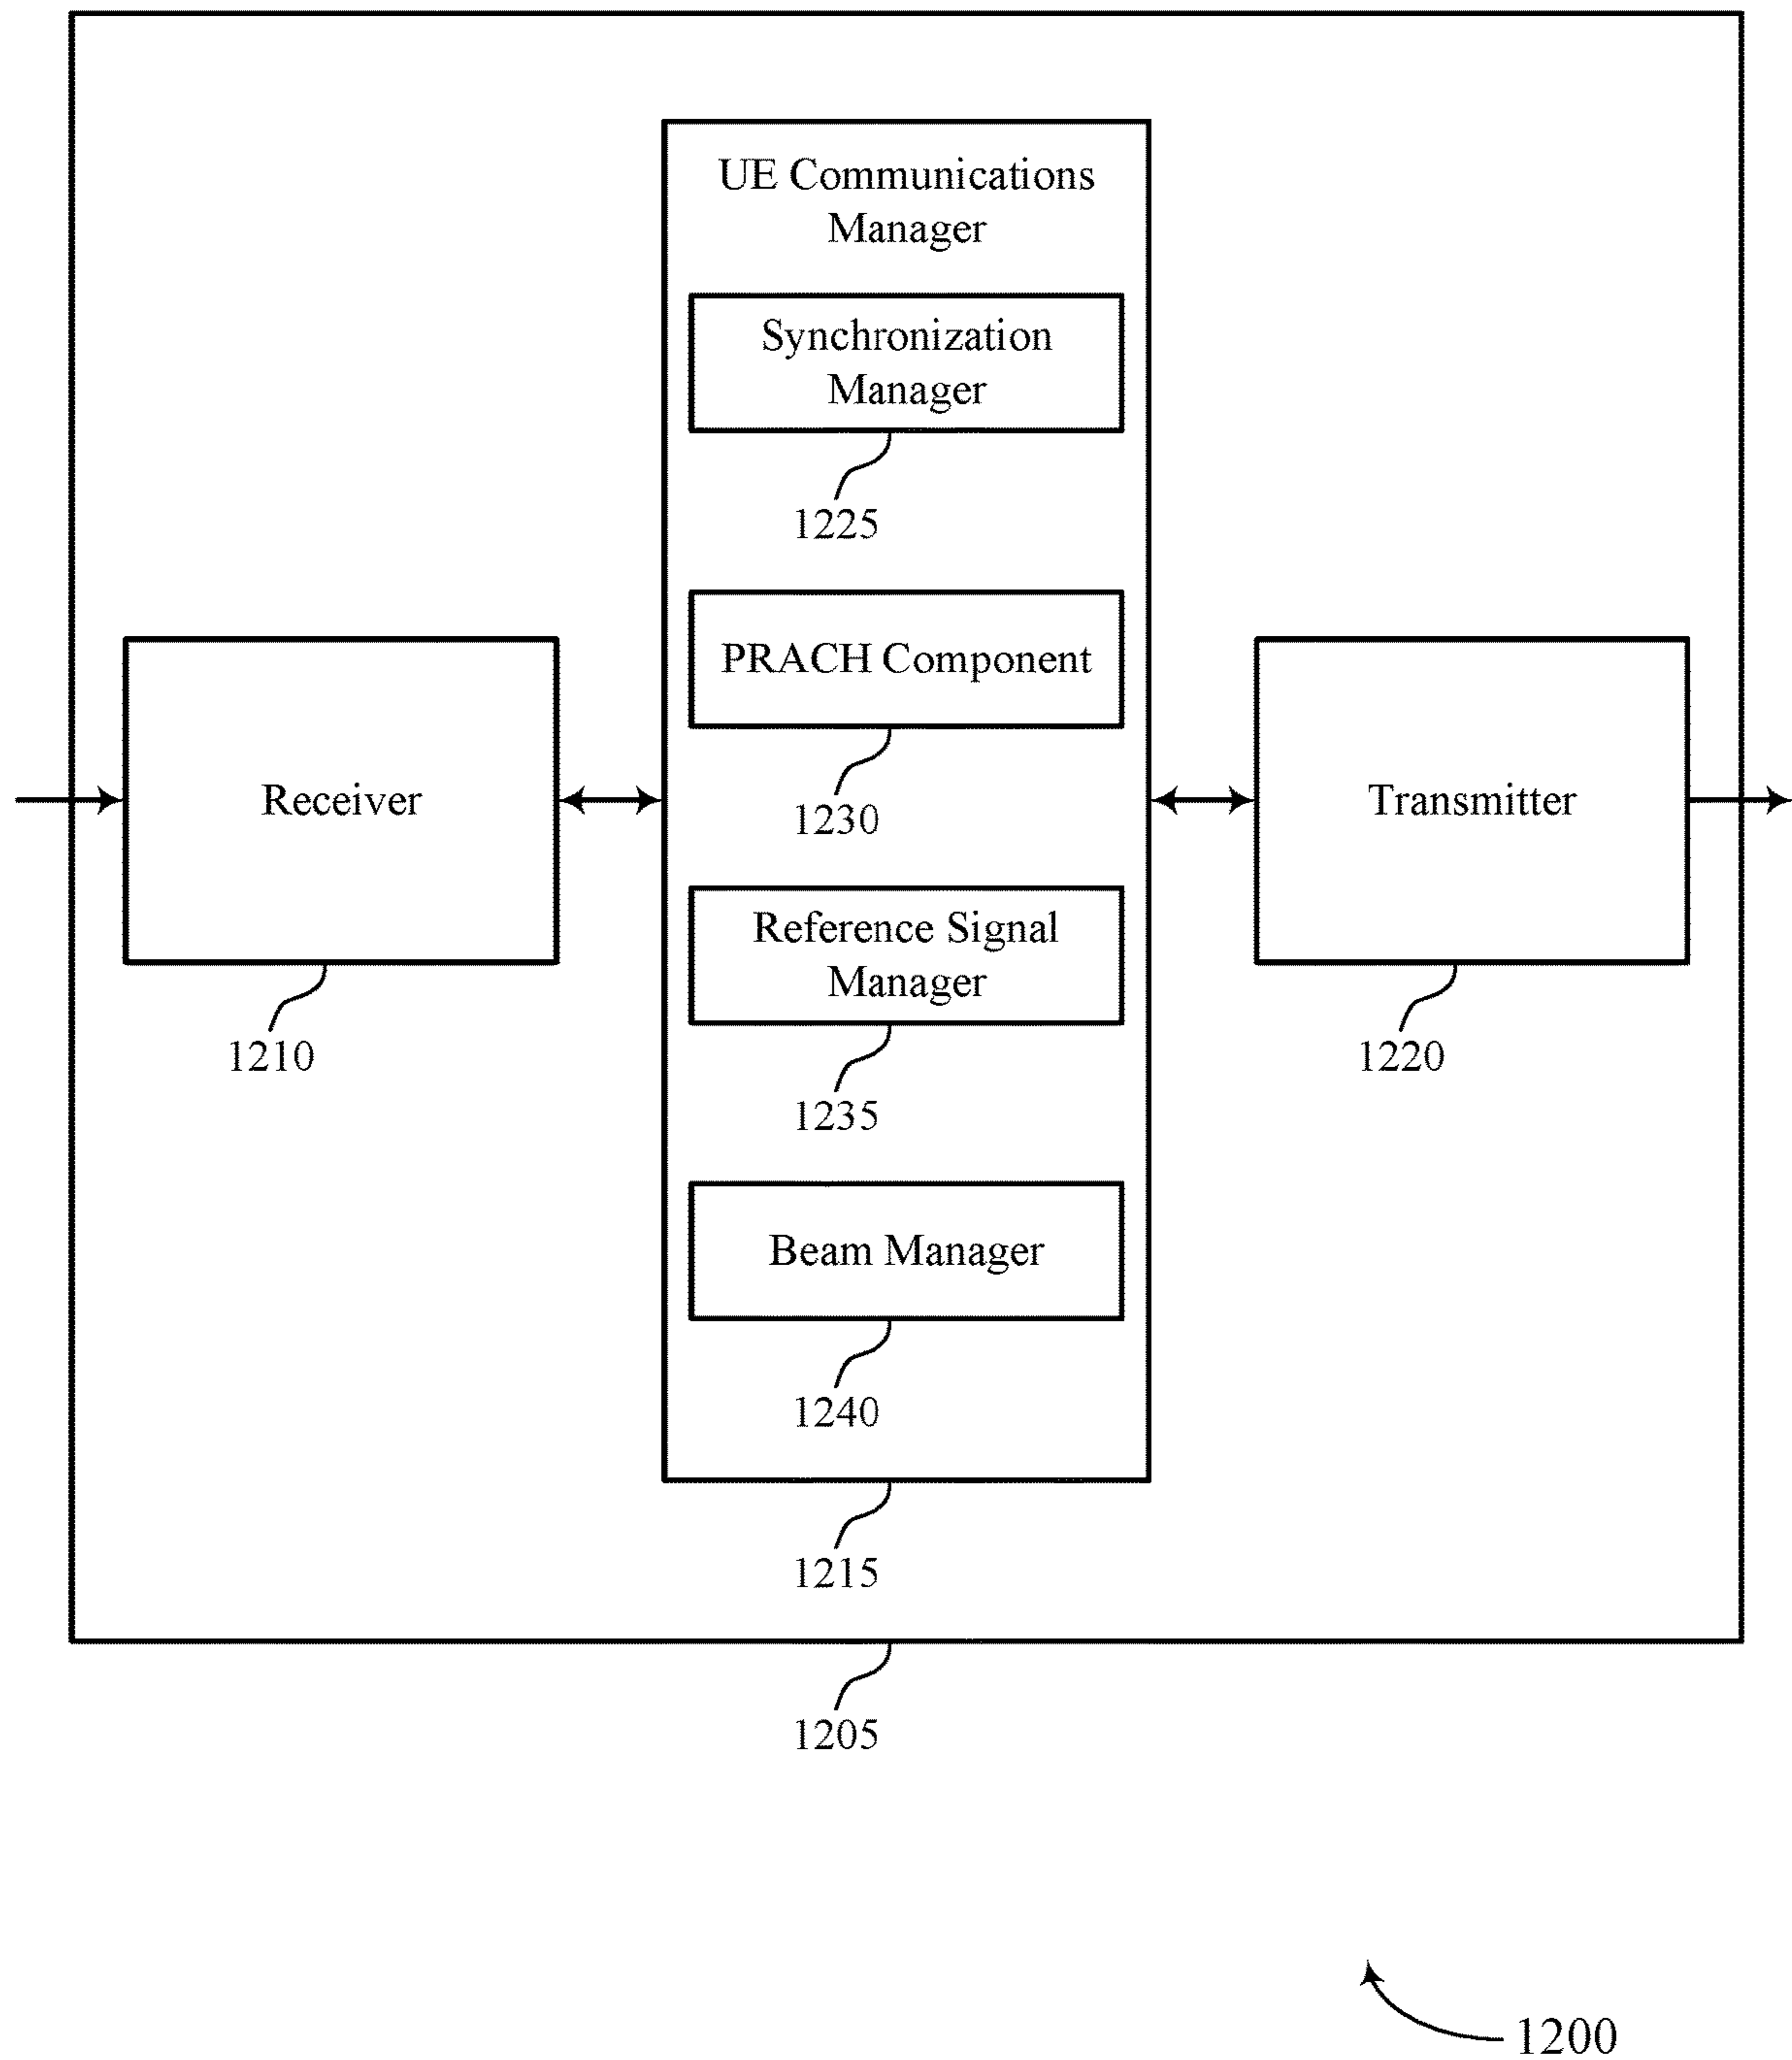 UE Communications
Manager
Synchronization
Manager
1225
PRACH Component
1230
Receiver
1210
Reference Signal
Manager
1235
Transmitter
1220
Beam Manager
1240
1215
1205
1200